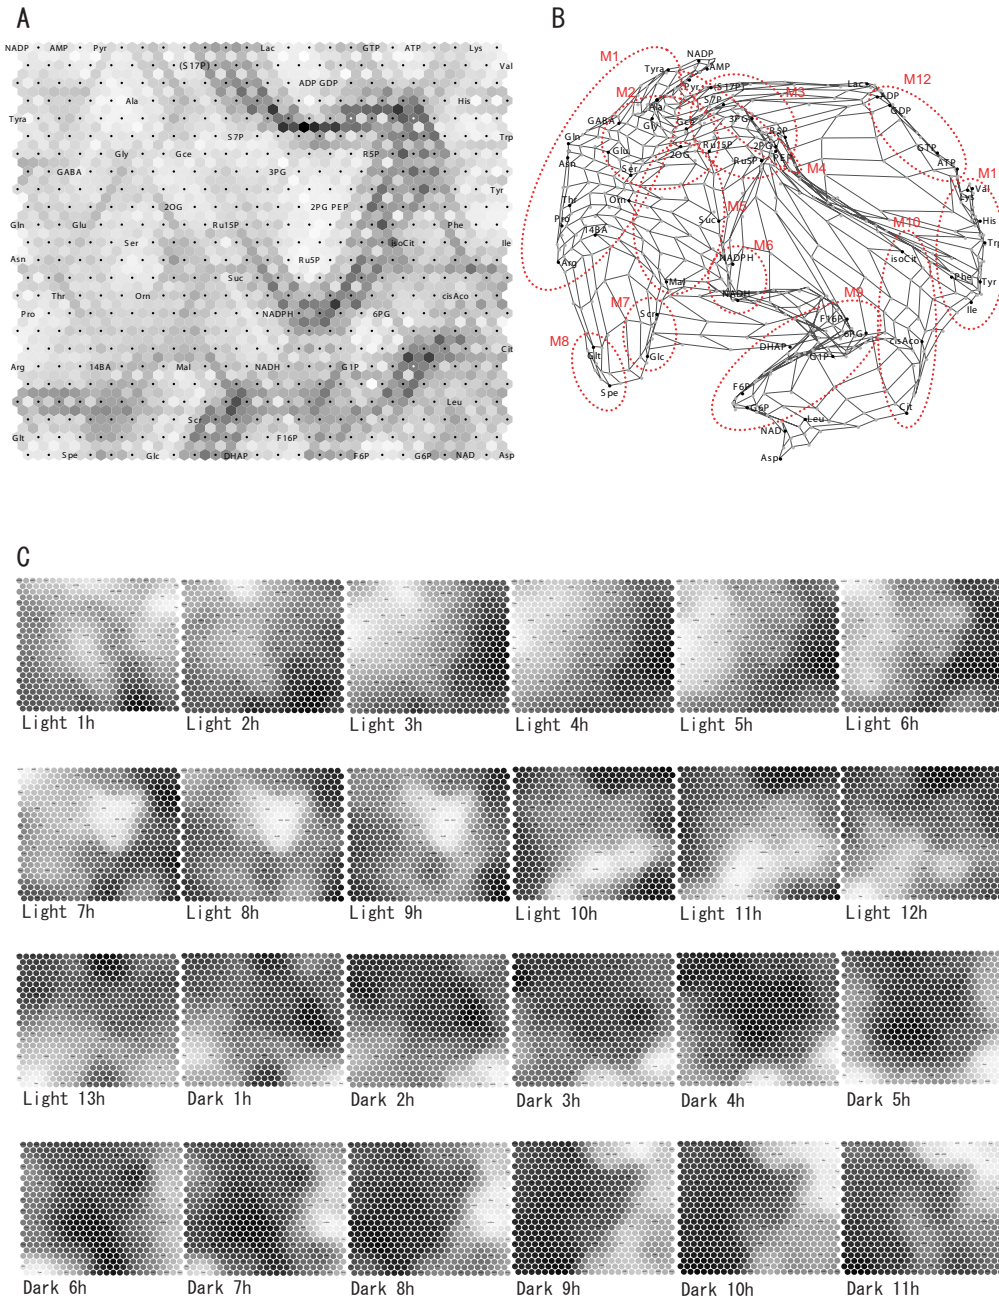 A
NADP AMP Pyr Lac GTP ATP Lys
(S17P) Val
ADP GDP
Ala His
Tyra
S7P Trp
Gly Gce R5P
GABA 3PG
Tyr
2OG 2PG PEP
Gln Glu Ru15P Phe
Ser isoCit Ile
Asn Ru5P
Suc
Thr Orn cisAco
Pro NADPH 6PG
Cit
Arg 14BA Mal NADH G1P
Leu
Scr
Glt F16P
Spe Glc DHAP F6P G6P NAD Asp
B
M1
NADP
Tyra AMP
Pyr
(S17P)
M2
S7P
M3
Lac
ADP
M12
GDP
Ala
GABA
Gly
Gce
3PG
R5P
Gln
Glu
2OG
Ru15P
2PG
PEP
GTP
Asn
Ser
Ru5P
M4
ATP
M1
Val
Lys
Thr
Orn
M5
Pro
Suc
M10
His
14BA
Trp
Arg
NADPH
M6
isoCit
Mal
NADH
Phe
Tyr
M7
Scr
M9
Ile
F16P
M8
Glt
Glc
DHAP
6PG
G1P
cisAco
Spe
F6P
G6P
Leu
Cit
NAD
Asp
C
Light 1h Light 2h Light 3h Light 4h Light 5h Light 6h
Light 7h Light 8h Light 9h Light 10h Light 11h Light 12h
Light 13h Dark 1h Dark 2h Dark 3h Dark 4h Dark 5h
Dark 6h Dark 7h Dark 8h Dark 9h Dark 10h Dark 11h